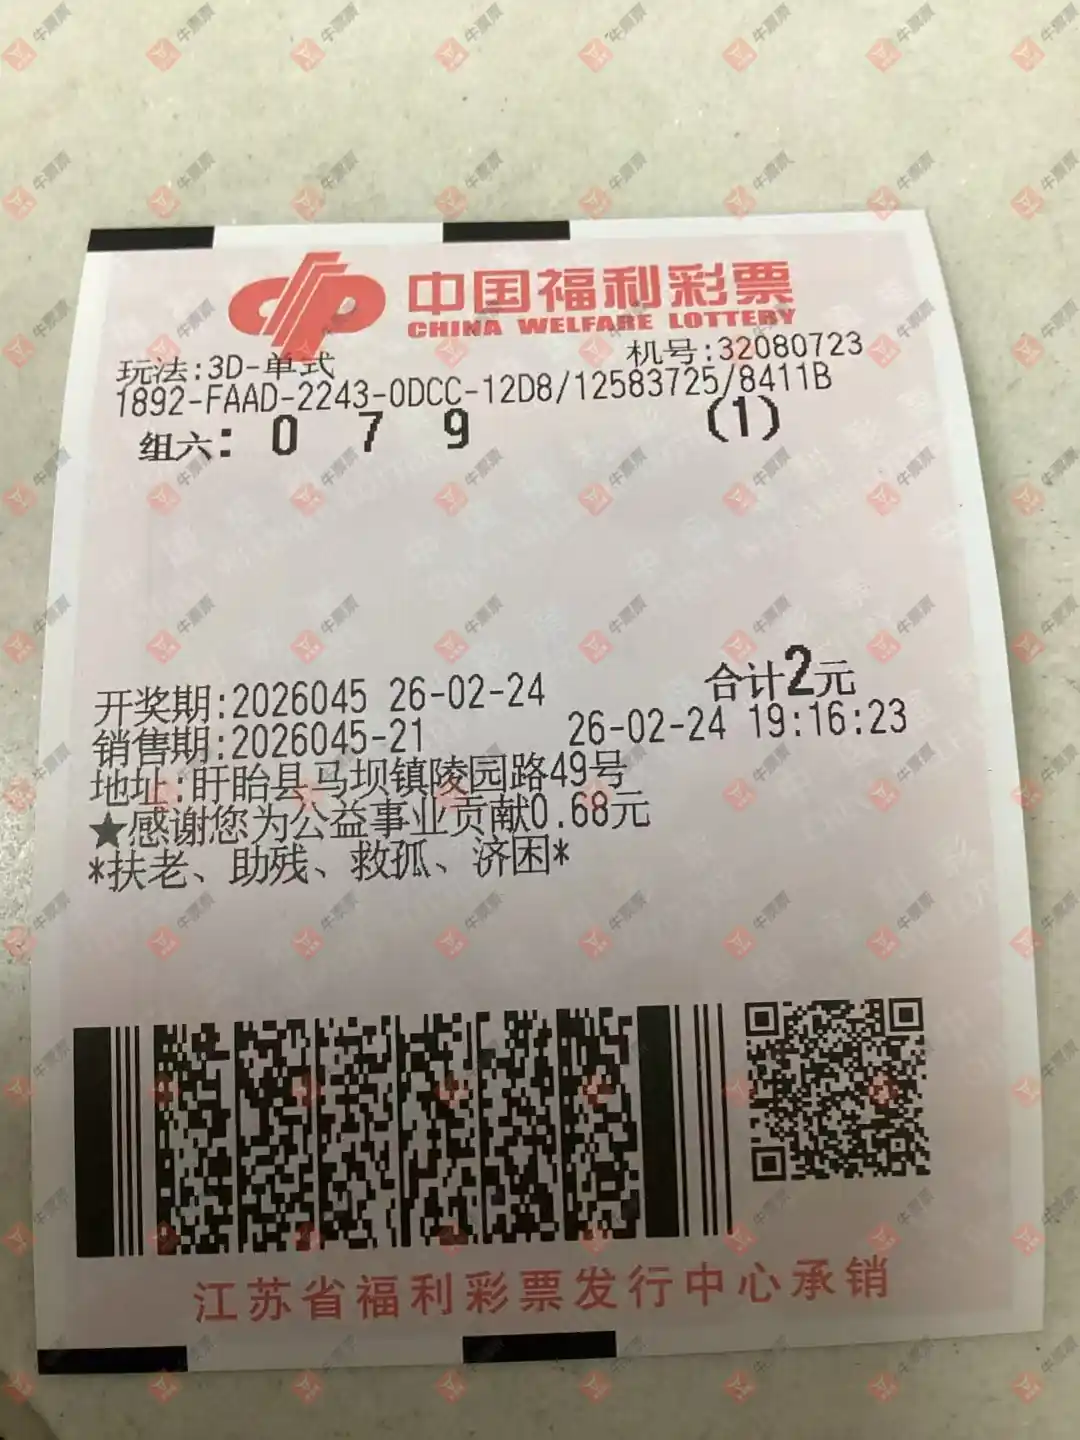 中国福利彩票
CHINA WELFARE LOTTERY
玩法:3D-单式 机号:32080723
1892-FAAD-2243-0DCC-12D8/12583725/8411B
组六: 0 7 9 (1)
开奖期:2026045 26-02-24 合计2元
销售期:2026045-21 26-02-24 19:16:23
地址:盱眙县马坝镇陵园路49号
★感谢您为公益事业贡献0.68元
*扶老、助残、救孤、济困*
江苏省福利彩票发行中心承销
牛票票